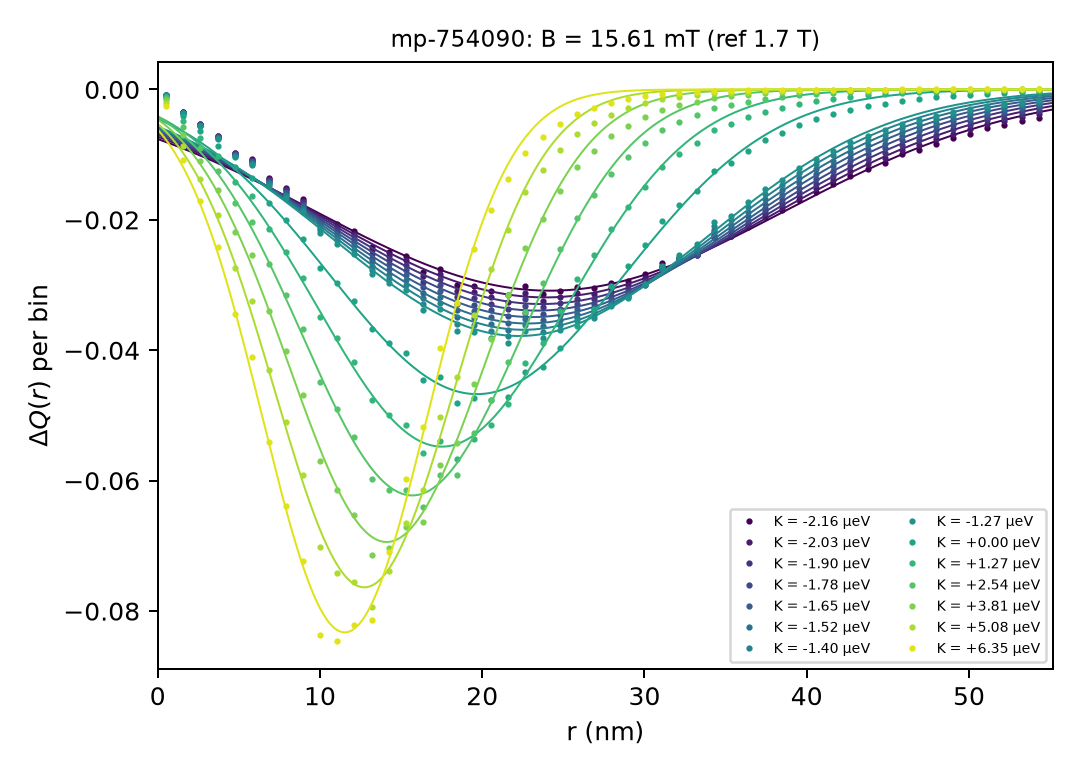 mp-754090: B = 15.61 mT (ref 1.7 T)
ΔQ(r) per bin
0.00
−0.02
−0.04
−0.06
−0.08
K = -2.16 µeV
K = -2.03 µeV
K = -1.90 µeV
K = -1.78 µeV
K = -1.65 µeV
K = -1.52 µeV
K = -1.40 µeV
K = -1.27 µeV
K = +0.00 µeV
K = +1.27 µeV
K = +2.54 µeV
K = +3.81 µeV
K = +5.08 µeV
K = +6.35 µeV
0 10 20 30 40 50
r (nm)